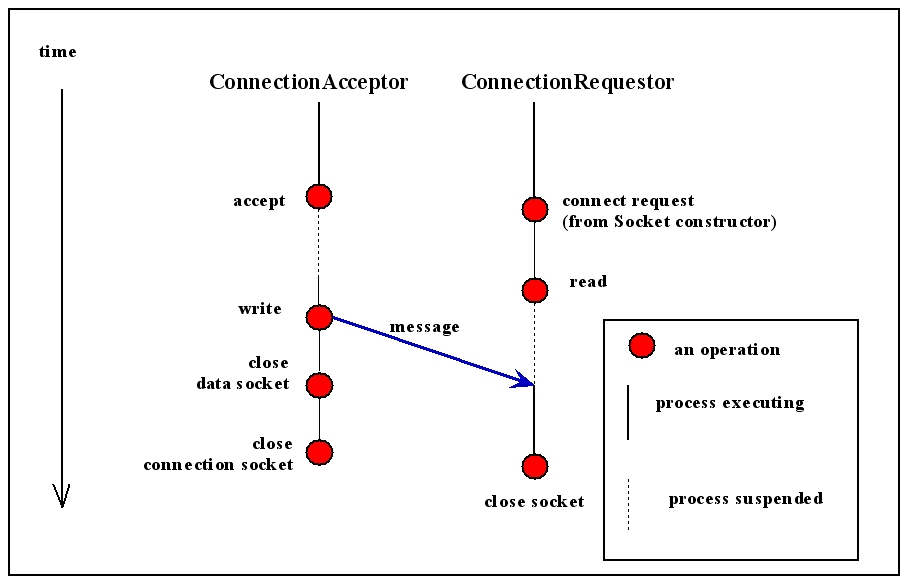 time
ConnectionAcceptor
ConnectionRequestor
accept
connect request
(from Socket constructor)
read
write
message
an operation
close
data socket
process executing
close
connection socket
process suspended
close socket